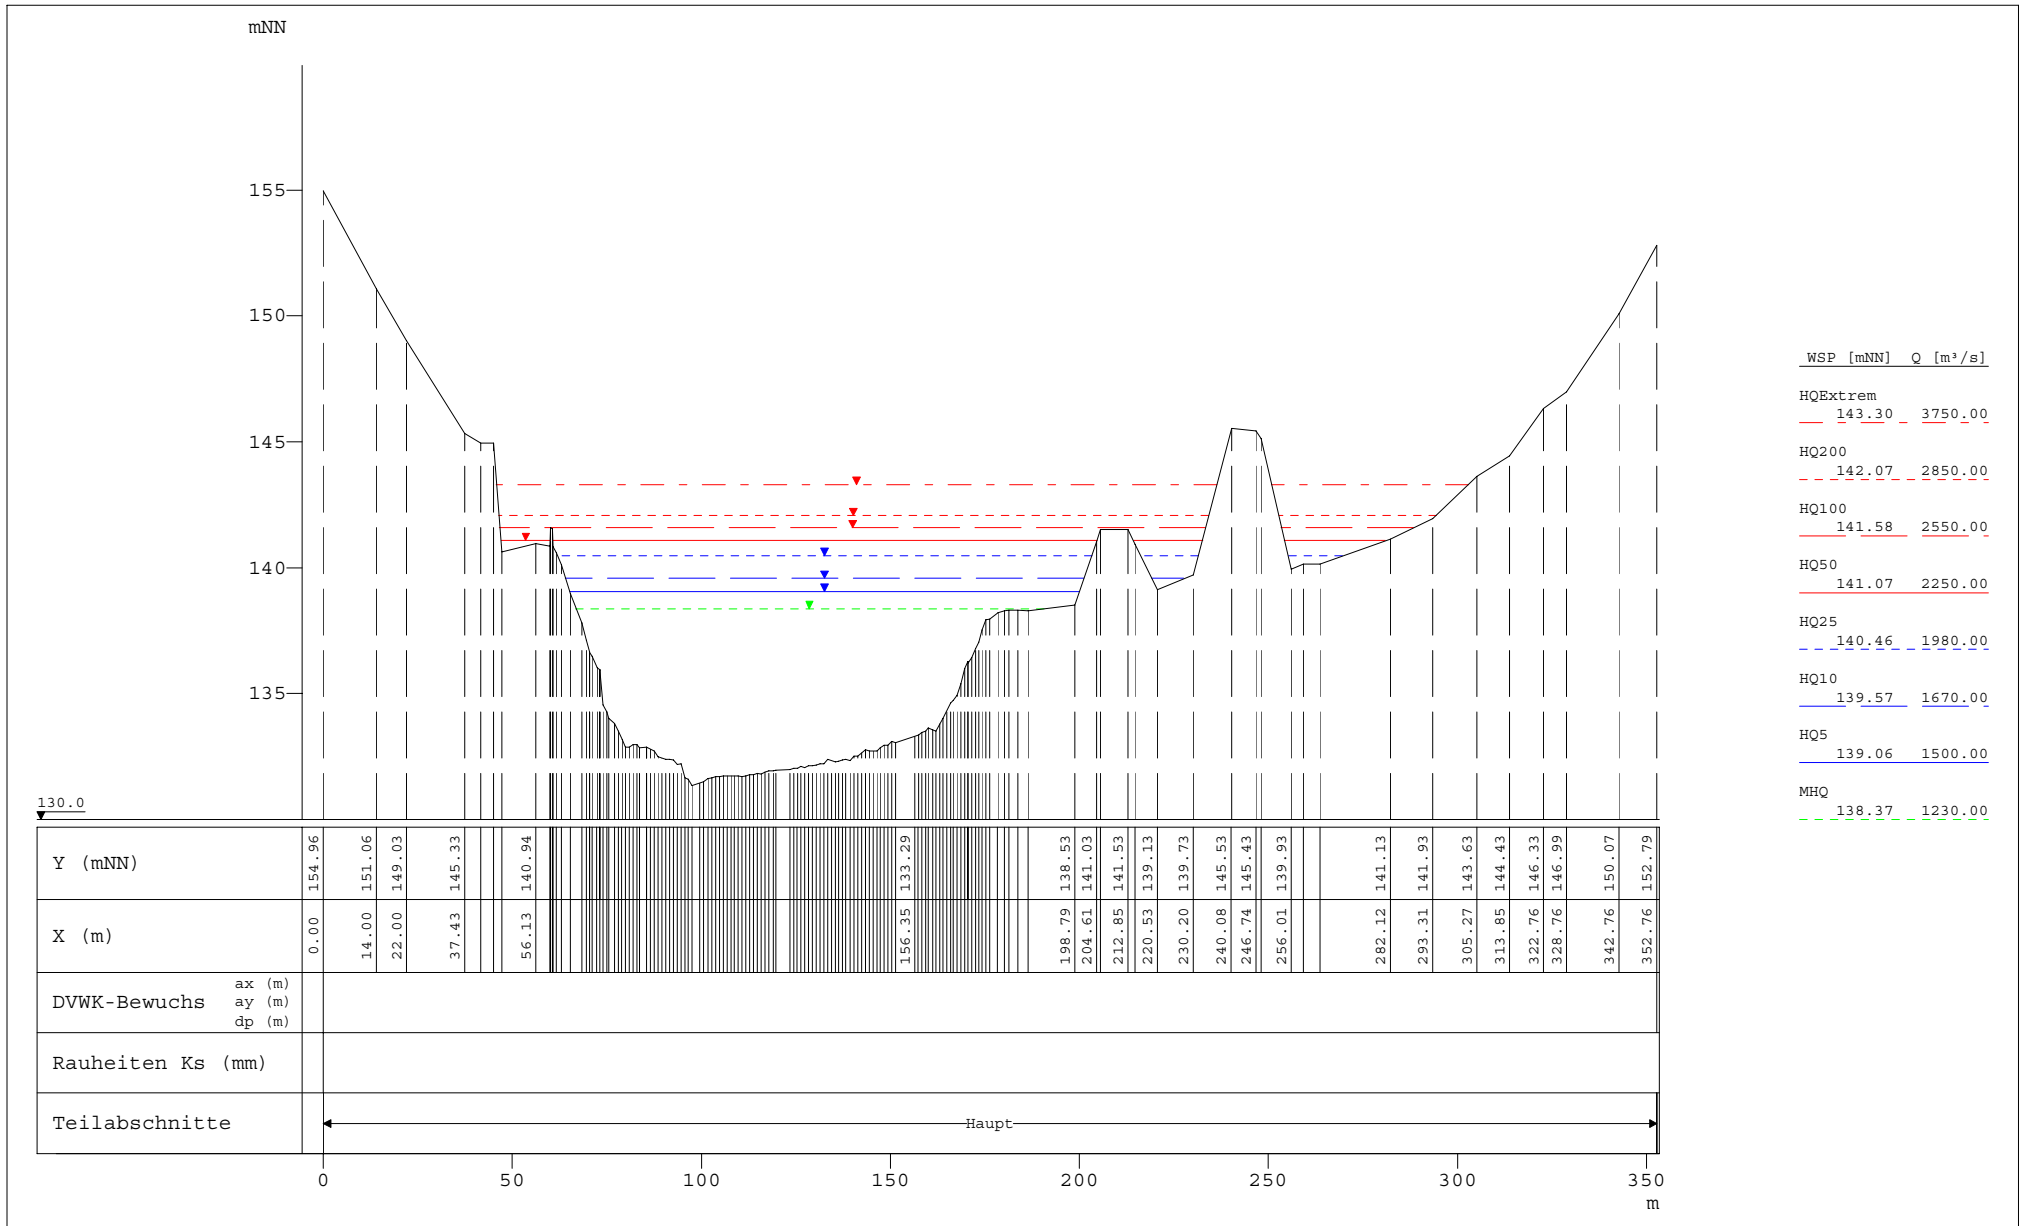 mNN
155
150
145
140
135
130.0
WSP [mNN] Q [m³/s]
HQExtrem
143.30 3750.00
HQ200
142.07 2850.00
HQ100
141.58 2550.00
HQ50
141.07 2250.00
HQ25
140.46 1980.00
HQ10
139.57 1670.00
HQ5
139.06 1500.00
MHQ
138.37 1230.00
Y (mNN) 154.96 151.06 149.03 145.33 140.94 133.29 138.53 141.03 141.53 139.13 139.73 145.53 145.43 139.93 141.13 141.93 143.63 144.43 146.33 146.99 150.07 152.79
X (m) 0.00 14.00 22.00 37.43 56.13 156.35 198.79 204.61 212.85 220.53 230.20 240.08 246.74 256.01 282.12 293.31 305.27 313.85 322.76 328.76 342.76 352.76
DVWK-Bewuchs
ax (m)
ay (m)
dp (m)
Rauheiten Ks (mm)
Teilabschnitte
Haupt
0 50 100 150 200 250 300 350
m